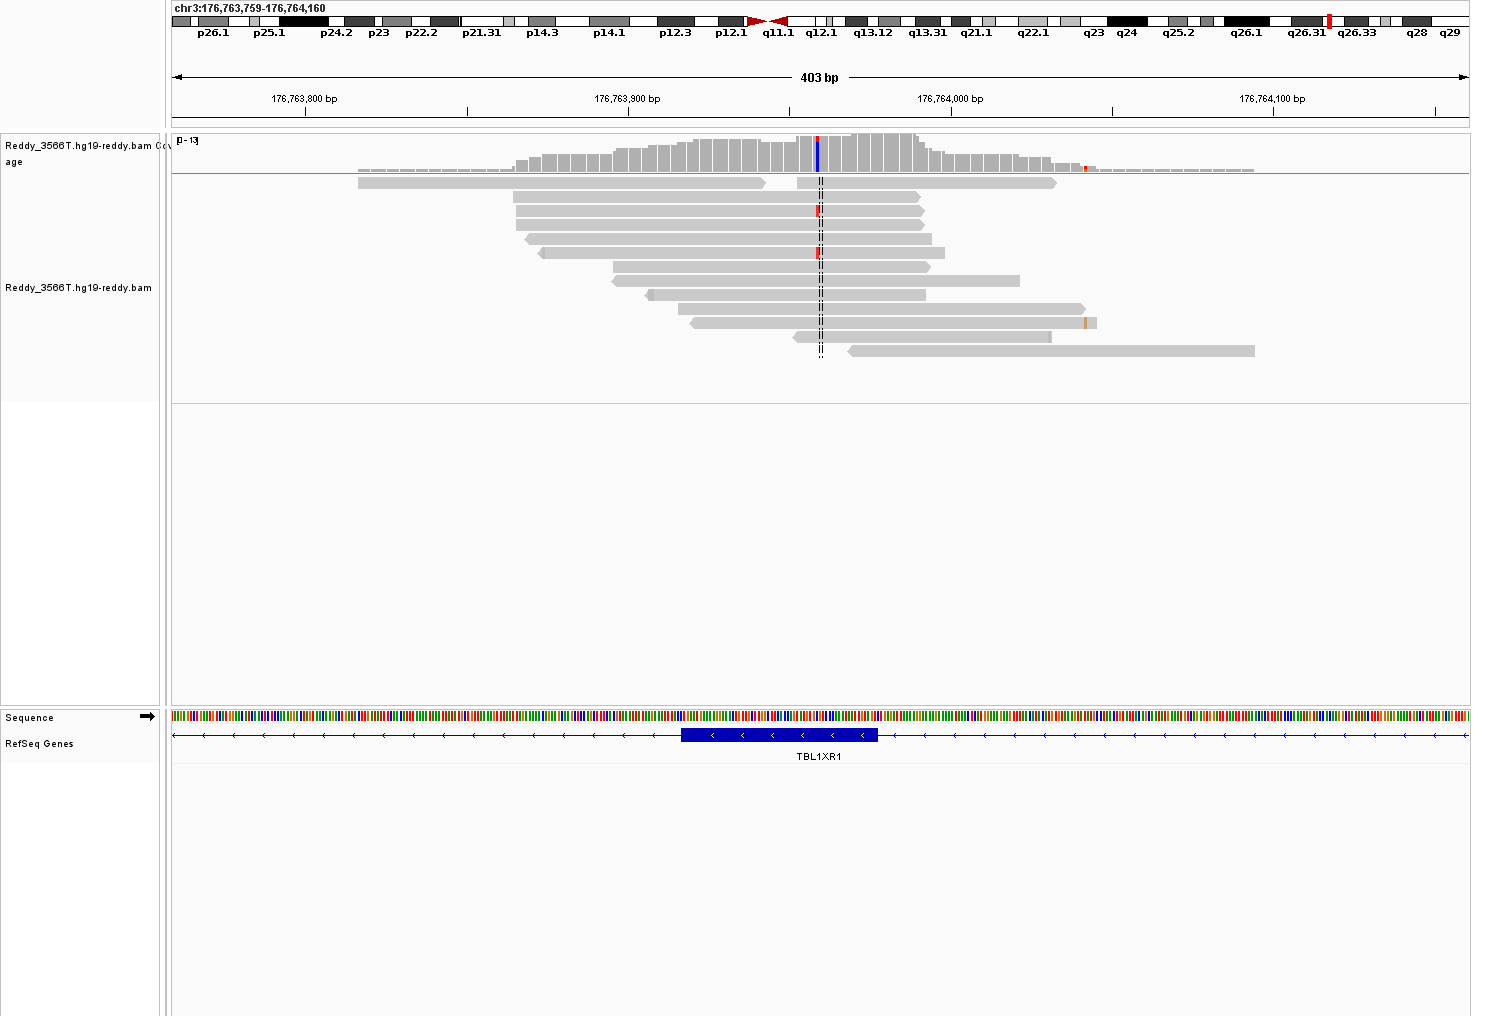 chr3:176,763,759-176,764,160
p26.1 p25.1 p24.2 p23 p22.2 p21.31 p14.3 p14.1 p12.3 p12.1 q11.1 q12.1 q13.12 q13.31 q21.1 q22.1 q23 q24 q25.2 q26.1 q26.31 q26.33 q28 q29
403 bp
176,763,800 bp 176,763,900 bp 176,764,000 bp 176,764,100 bp
Reddy_3566T.hg19-reddy.bam Cov
age
[0 - 13]
Reddy_3566T.hg19-reddy.bam
Sequence
RefSeq Genes
TBL1XR1